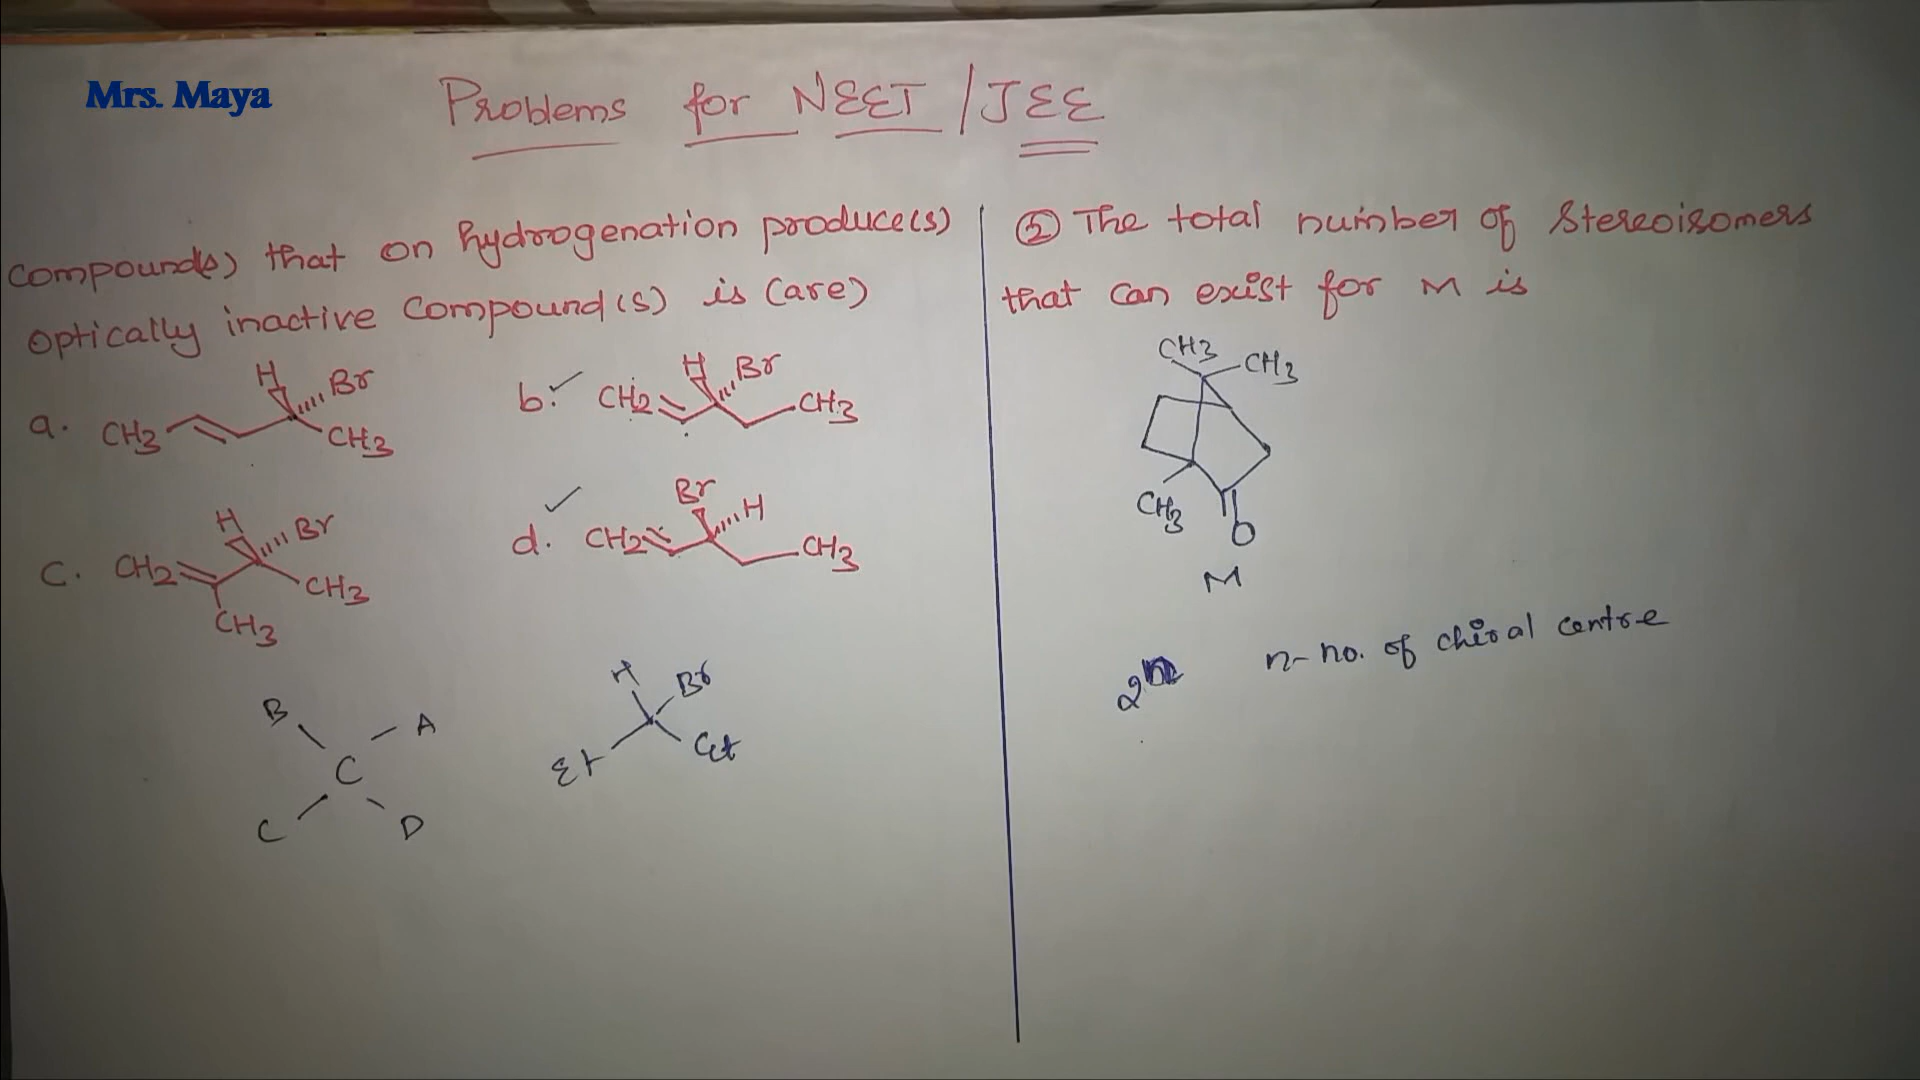 Mrs. Maya
Problems for NEET/JEE
Compound(s) that on hydrogenation produce(s)
optically inactive compound(s) is (are)
a. CH3 H Br CH3
b. CH2 H Br CH3
c. CH2 H Br CH3 CH3
d. CH2 Br H CH3
B A C C D
H Br Et Et
② The total number of stereoisomers
that can exist for M is
CH3 CH3
CH3 O
M
2n n- no. of chiral centre